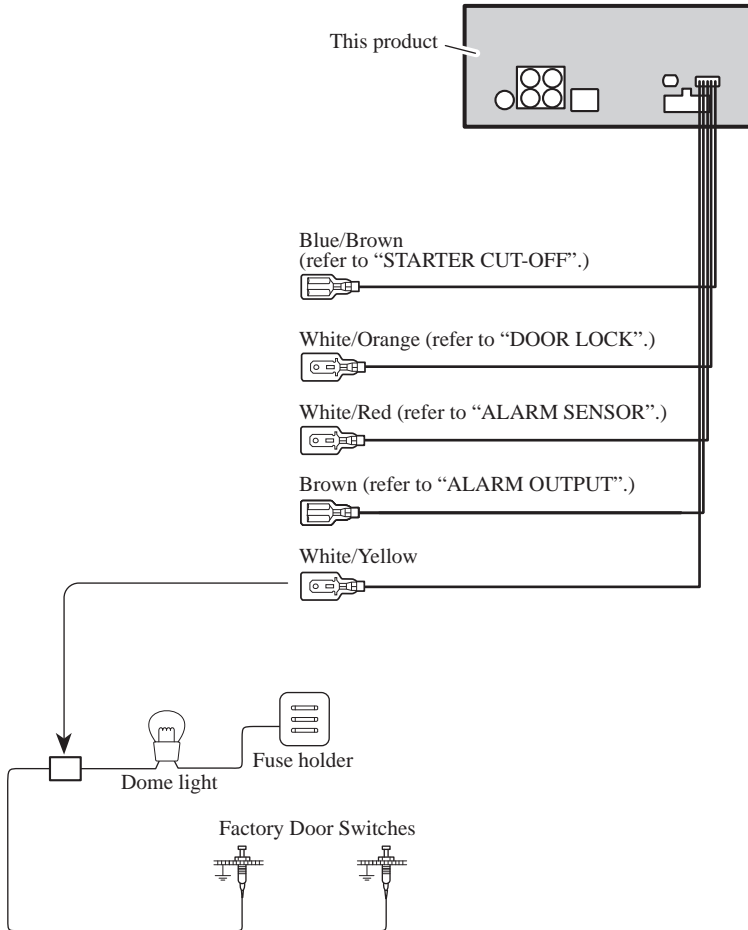 This product
Blue/Brown
(refer to “STARTER CUT-OFF”.)
White/Orange (refer to “DOOR LOCK”.)
White/Red (refer to “ALARM SENSOR”.)
Brown (refer to “ALARM OUTPUT”.)
White/Yellow
Fuse holder
Dome light
Factory Door Switches